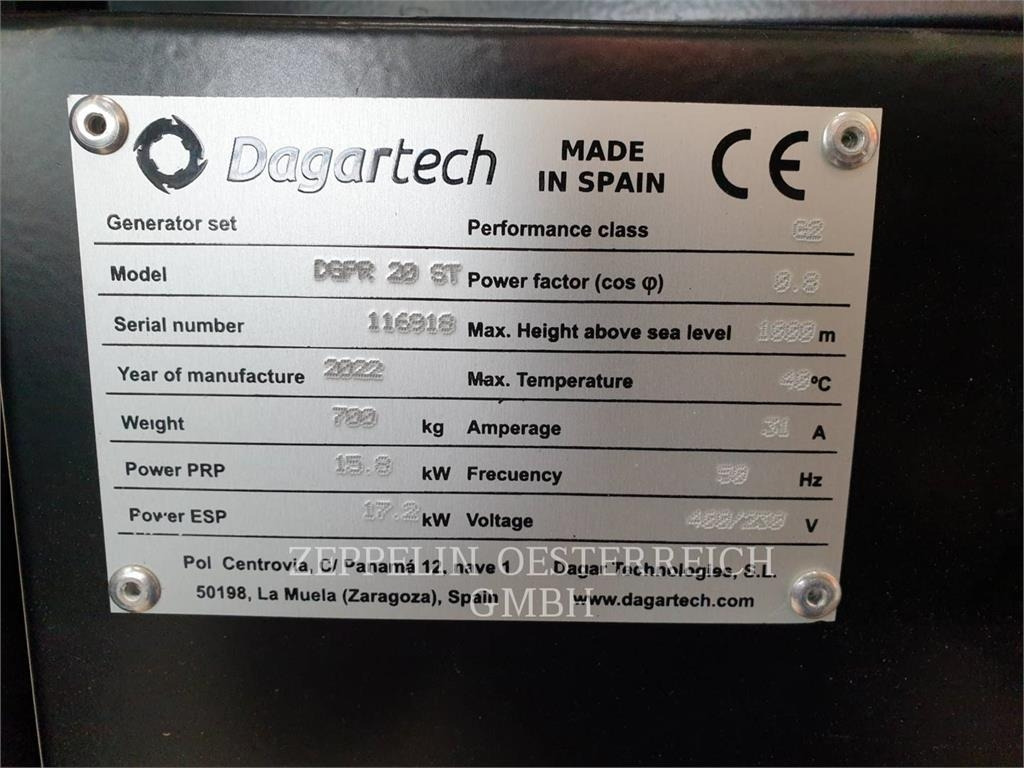 Dagartech
MADE
IN SPAIN
CE
Generator set
Performance class G2
Model DGPR 20 ST
Power factor (cos φ) 0.8
Serial number 116918
Max. Height above sea level 1000 m
Year of manufacture 2022
Max. Temperature 40 ºC
Weight 700 kg
Amperage 31 A
Power PRP 15.8 kW
Frecuency 50 Hz
Power ESP 17.2 kW
Voltage 400/230 V
Pol Centrovia, C/ Panamá 12, nave 1 Dagar Technologies, S.L.
50198, La Muela (Zaragoza), Spain www.dagartech.com
ZEPPELIN OESTERREICH
GMBH